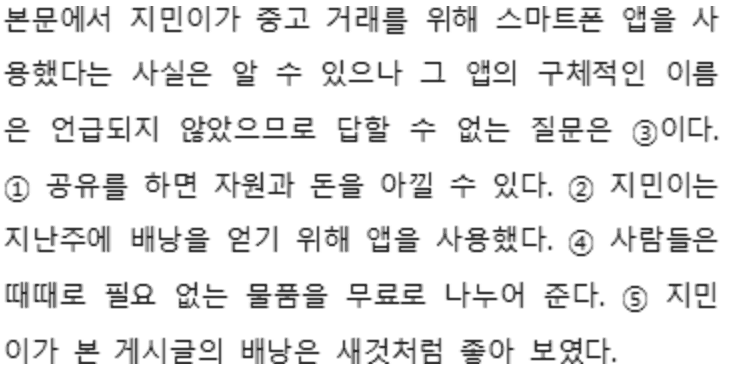 본문에서 지민이가 중고 거래를 위해 스마트폰 앱을 사
용했다는 사실은 알 수 있으나 그 앱의 구체적인 이름
은 언급되지 않았으므로 답할 수 없는 질문은 ③이다.
① 공유를 하면 자원과 돈을 아낄 수 있다. ② 지민이는
지난주에 배낭을 얻기 위해 앱을 사용했다. ④ 사람들은
때때로 필요 없는 물품을 무료로 나누어 준다. ⑤ 지민
이가 본 게시글의 배낭은 새것처럼 좋아 보였다.